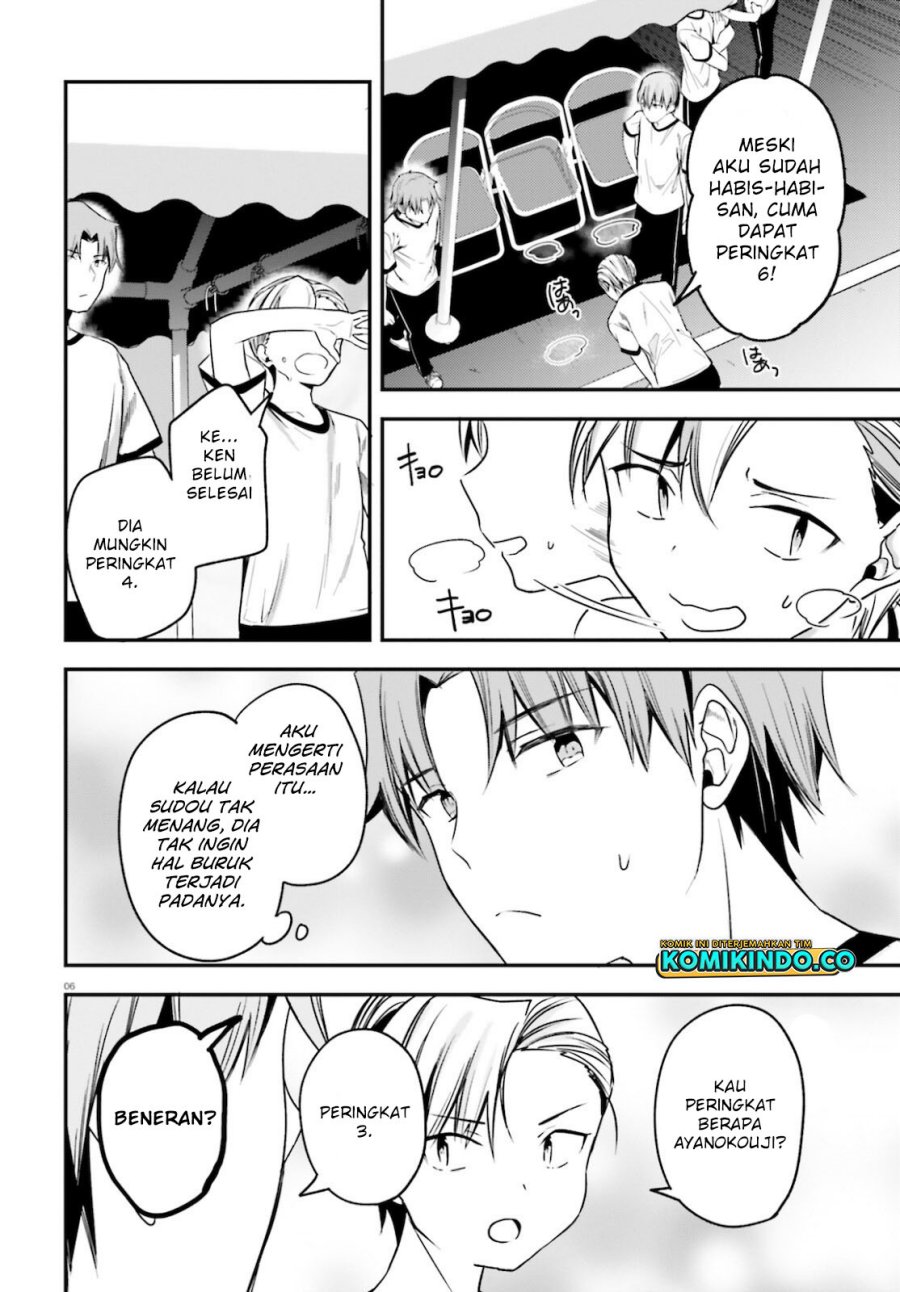 MESKI
AKU SUDAH
HABIS-HABI-
SAN, CUMA
DAPAT
PERINGKAT
6!
はあっ
はあっ
キョロ
キョロ
KE...
KEN
BELUM
SELESAI
DIA
MUNGKIN
PERINGKAT
4.
AKU
MENGERTI
PERASAAN
ITU...
KALAU
SUDOU TAK
MENANG, DIA
TAK INGIN
HAL BURUK
TERJADI
PADANYA.
KOMIK INI DITERJEMAHKAN TIM
KOMIKINDO.CO
06
KAU
PERINGKAT
BERAPA
AYANOKOUJI?
PERINGKAT
3.
BENERAN?